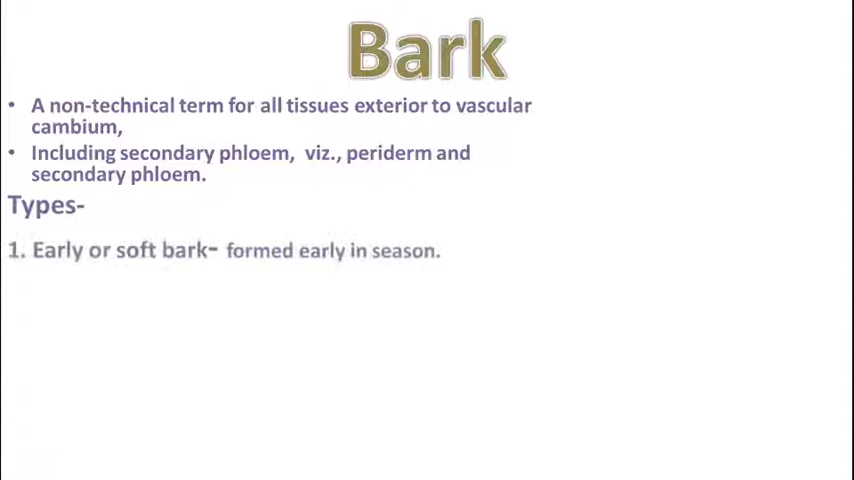 Bark
• A non-technical term for all tissues exterior to vascular
cambium,
• Including secondary phloem, viz., periderm and
secondary phloem.
Types-
1. Early or soft bark- formed early in season.